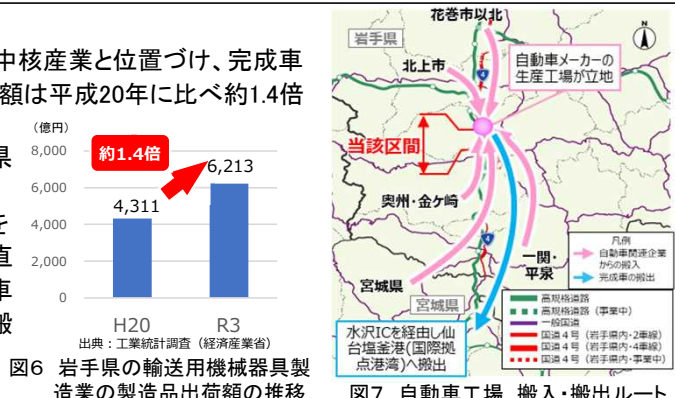 中核産業と位置づけ、完成車
額は平成20年に比べ約1.4倍
県
を
直
車
搬
（億円）
8,000
6,000
4,000
2,000
0
約1.4倍
4,311
6,213
H20
R3
出典：工業統計調査（経済産業省）
図6 岩手県の輸送用機械器具製
造業の製造品出荷額の推移
花巻市以北
岩手県
N
北上市
4
自動車メーカーの
生産工場が立地
当該区間
奥州・金ケ崎
4
一関・
平泉
宮城県
宮城県
凡例
自動車関連企業
からの搬入
完成車の搬出
水沢ICを経由し仙
台塩釜港(国際拠
点港湾)へ搬出
高規格道路
高規格道路（事業中）
一般国道
国道４号（岩手県内・2車線）
国道４号（岩手県内・4車線）
国道４号（岩手県内・事業中）
図7 自動車工場 搬入・搬出ルート